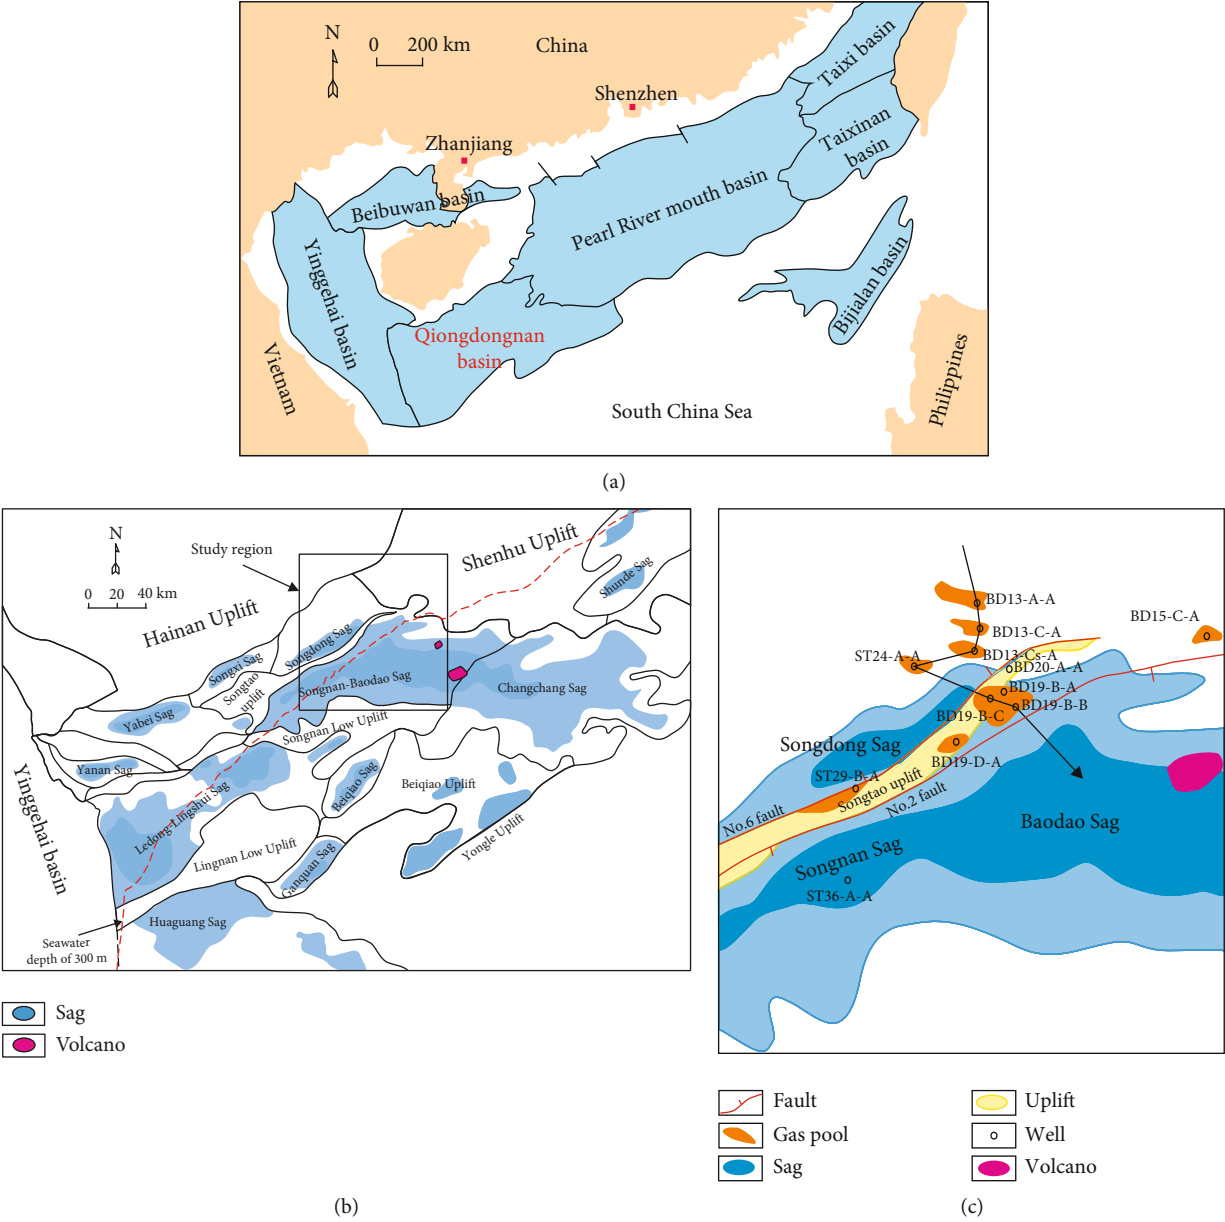 N
0 200 km
China
Shenzhen
Zhanjiang
Taixi basin
Taixinan
basin
Beibuwan basin
Pearl River mouth basin
Yinggehai basin
Bijialan basin
Qiongdongnan
basin
Vietnam
South China Sea
Philippines
(a)
N
0 20 40 km
Study region
Shenhu Uplift
Hainan Uplift
Shunde Sag
Songdong Sag
Songxi Sag
Songtao
uplift
Songnan-Baodao Sag
Changchang Sag
Yabei Sag
Songnan Low Uplift
Yanan Sag
Beiqiao Sag
Beiqiao Uplift
Ledong-Lingshui Sag
Yinggehai basin
Lingnan Low Uplift
Yongle Uplift
Ganquan Sag
Huaguang Sag
Seawater
depth of 300 m
Sag
Volcano
(b)
BD13-A-A
BD15-C-A
BD13-C-A
ST24-A-A
BD13-Cs-A
BD20-A-A
BD19-B-A
BD19-B-B
BD19-B-C
Songdong Sag
BD19-D-A
ST29-B-A
Songtao uplift
No.2 fault
No.6 fault
Baodao Sag
Songnan Sag
ST36-A-A
Fault
Uplift
Gas pool
Well
Sag
Volcano
(c)